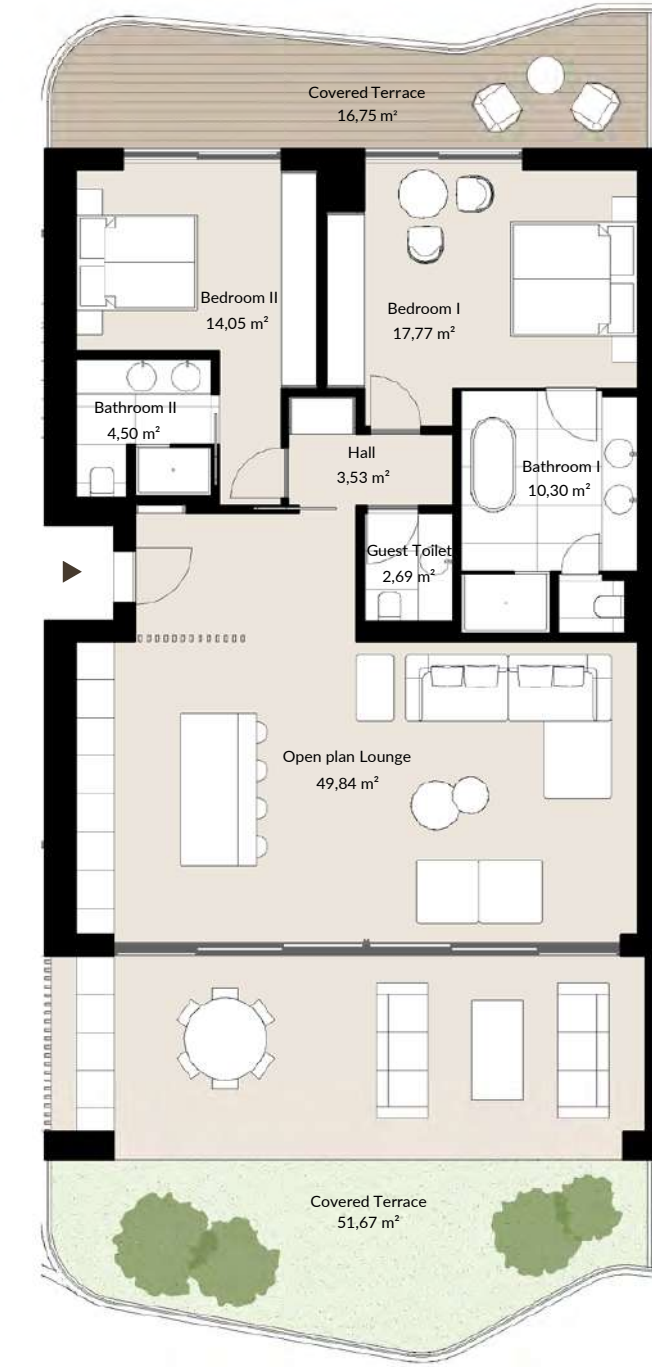 Covered Terrace
16,75 m²
Bedroom II
14,05 m²
Bedroom I
17,77 m²
Bathroom II
4,50 m²
Hall
3,53 m²
Bathroom I
10,30 m²
Guest Toilet
2,69 m²
Open plan Lounge
49,84 m²
Covered Terrace
51,67 m²